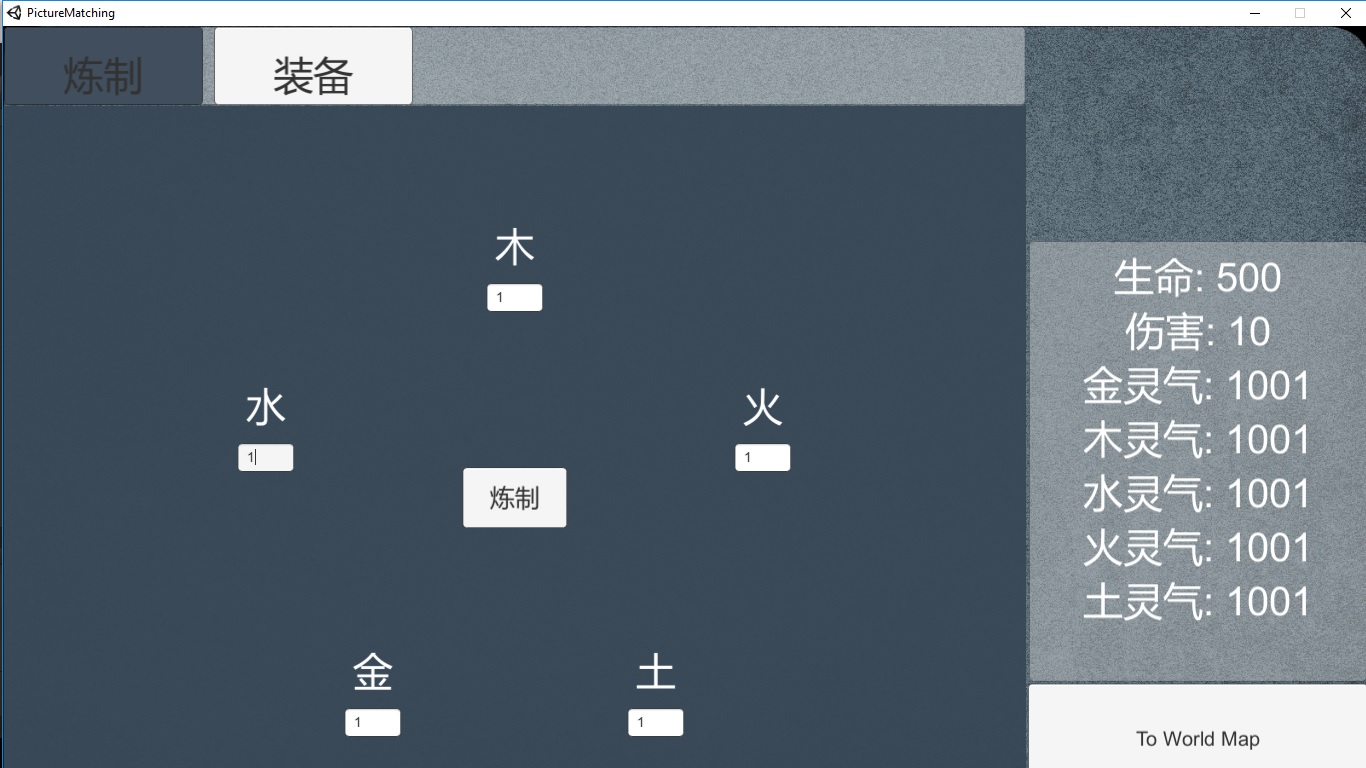 PictureMatching
炼制
装备
木
1
水
火
1
1
炼制
金
土
1
1
生命: 500
伤害: 10
金灵气: 1001
木灵气: 1001
水灵气: 1001
火灵气: 1001
土灵气: 1001
To World Map